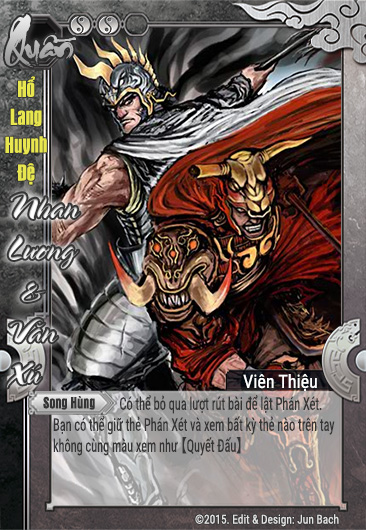 Quần
Hổ
Lang
Huynh
Đệ
Nhan
Lương
&
Văn
Xú
Viên Thiệu
Song Hùng Có thể bỏ qua lượt rút bài để lật Phán Xét.
Bạn có thể giữ thẻ Phán Xét và xem bất kỳ thẻ nào trên tay
không cùng màu xem như【Quyết Đấu】
©2015. Edit & Design: Jun Bach